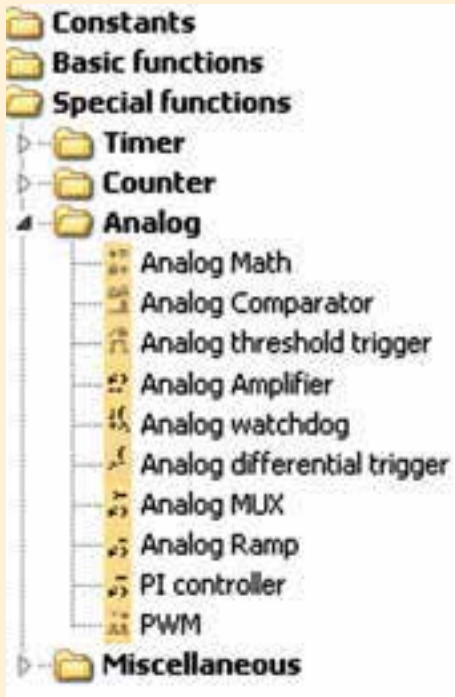 Constants
Basic functions
Special functions
Timer
Counter
Analog
Analog Math
Analog Comparator
Analog threshold trigger
Analog Amplifier
Analog watchdog
Analog differential trigger
Analog MUX
Analog Ramp
PI controller
PWM
Miscellaneous